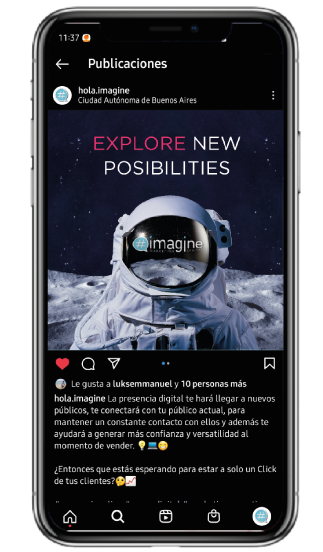 11:37
Publicaciones
hola.imagine
Ciudad Autónoma de Buenos Aires
EXPLORE NEW
POSIBILITIES
#imagine
Le gusta a luksemmanuel y 10 personas más
hola.imagine La presencia digital te hará llegar a nuevos
públicos, te conectará con tu público actual, para
mantener un constante contacto con ellos y además te
ayudará a generar más confianza y versatilidad al
momento de vender. 💡💻😁
¿Entonces que estás esperando para estar a solo un Click
de tus clientes?🤔📈